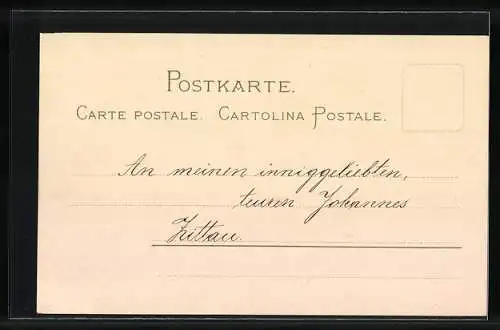 POSTKARTE.
CARTE POSTALE. CARTOLINA POSTALE.
An meinen inniggeliebten,
teuren Johannes
Zittau.